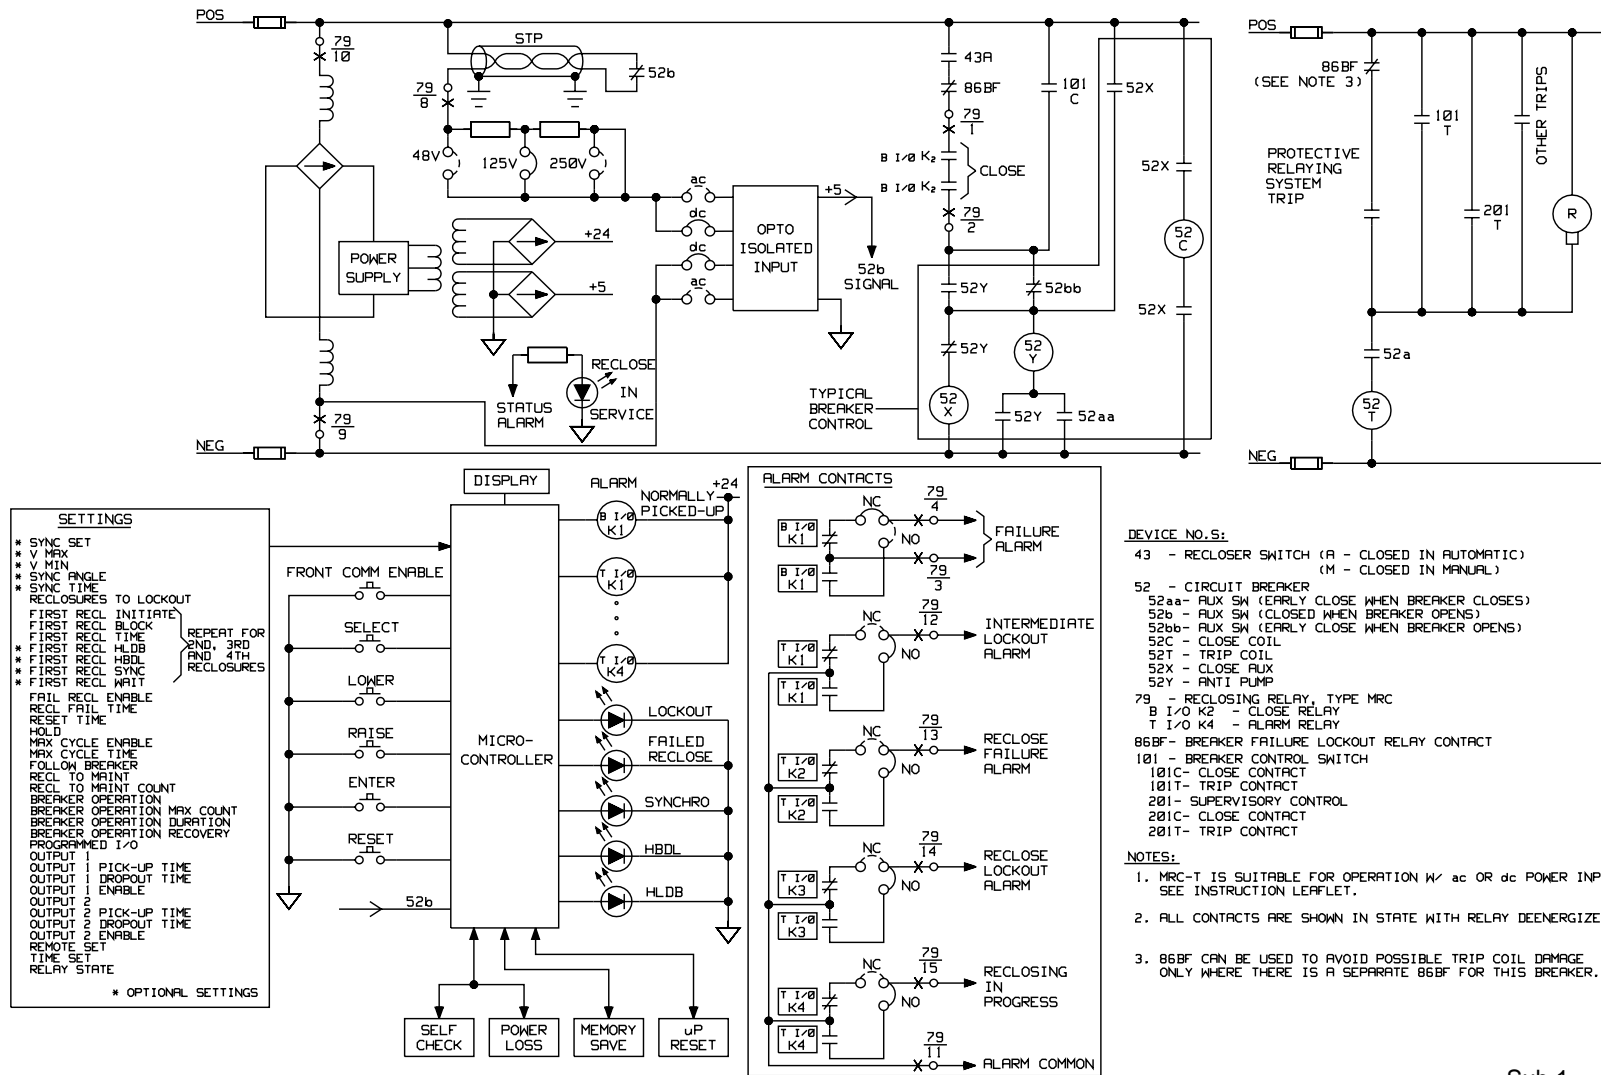 POS
79
10
STP
52b
79
8
48V
125V
250V
ac
dc
dc
ac
OPTO
ISOLATED
INPUT
+5
52b
SIGNAL
POWER
SUPPLY
+24
+5
STATUS
ALARM
RECLOSE
IN
SERVICE
79
9
NEG
43A
86BF
79
1
B I/O K2
B I/O K2
CLOSE
79
2
101
C
52X
52X
52
C
52X
52Y
52bb
52Y
52
Y
52
X
52Y
52aa
TYPICAL
BREAKER
CONTROL
POS
86BF
(SEE NOTE 3)
101
T
201
T
OTHER TRIPS
R
PROTECTIVE
RELAYING
SYSTEM
TRIP
52a
52
T
NEG
SETTINGS
* SYNC SET
* V MAX
* V MIN
* SYNC ANGLE
* SYNC TIME
RECLOSURES TO LOCKOUT
FIRST RECL INITIATE
FIRST RECL BLOCK
FIRST RECL TIME
* FIRST RECL HLDB
* FIRST RECL HBDL
* FIRST RECL SYNC
* FIRST RECL WAIT
REPEAT FOR
2ND, 3RD
AND 4TH
RECLOSURES
FAIL RECL ENABLE
RECL FAIL TIME
RESET TIME
HOLD
MAX CYCLE ENABLE
MAX CYCLE TIME
FOLLOW BREAKER
RECL TO MAINT
RECL TO MAINT COUNT
BREAKER OPERATION
BREAKER OPERATION MAX COUNT
BREAKER OPERATION DURATION
BREAKER OPERATION RECOVERY
PROGRAMMED I/O
OUTPUT 1
OUTPUT 1 PICK-UP TIME
OUTPUT 1 DROPOUT TIME
OUTPUT 1 ENABLE
OUTPUT 2
OUTPUT 2 PICK-UP TIME
OUTPUT 2 DROPOUT TIME
OUTPUT 2 ENABLE
REMOTE SET
TIME SET
RELAY STATE
* OPTIONAL SETTINGS
FRONT COMM ENABLE
SELECT
LOWER
RAISE
ENTER
RESET
52b
DISPLAY
MICRO-
CONTROLLER
ALARM
NORMALLY
PICKED-UP
+24
B I/O
K1
T I/O
K1
T I/O
K4
LOCKOUT
FAILED
RECLOSE
SYNCHRO
HBDL
HLDB
SELF
CHECK
POWER
LOSS
MEMORY
SAVE
uP
RESET
ALARM CONTACTS
B I/O
K1
NC
NO
79
4
B I/O
K1
79
3
FAILURE
ALARM
T I/O
K1
NC
NO
79
12
T I/O
K1
INTERMEDIATE
LOCKOUT
ALARM
T I/O
K2
NC
NO
79
13
T I/O
K2
RECLOSE
FAILURE
ALARM
T I/O
K3
NC
NO
79
14
T I/O
K3
RECLOSE
LOCKOUT
ALARM
T I/O
K4
NC
NO
79
15
T I/O
K4
RECLOSING
IN
PROGRESS
79
11
ALARM COMMON
DEVICE NO.S:
43 - RECLOSER SWITCH (A - CLOSED IN AUTOMATIC)
(M - CLOSED IN MANUAL)
52 - CIRCUIT BREAKER
52aa- AUX SW (EARLY CLOSE WHEN BREAKER CLOSES)
52b - AUX SW (CLOSED WHEN BREAKER OPENS)
52bb- AUX SW (EARLY CLOSE WHEN BREAKER OPENS)
52C - CLOSE COIL
52T - TRIP COIL
52X - CLOSE AUX
52Y - ANTI PUMP
79 - RECLOSING RELAY, TYPE MRC
B I/O K2 - CLOSE RELAY
T I/O K4 - ALARM RELAY
86BF- BREAKER FAILURE LOCKOUT RELAY CONTACT
101 - BREAKER CONTROL SWITCH
101C- CLOSE CONTACT
101T- TRIP CONTACT
201- SUPERVISORY CONTROL
201C- CLOSE CONTACT
201T- TRIP CONTACT
NOTES:
1. MRC-T IS SUITABLE FOR OPERATION W/ ac OR dc POWER INP
SEE INSTRUCTION LEAFLET.
2. ALL CONTACTS ARE SHOWN IN STATE WITH RELAY DEENERGIZE
3. 86BF CAN BE USED TO AVOID POSSIBLE TRIP COIL DAMAGE
ONLY WHERE THERE IS A SEPARATE 86BF FOR THIS BREAKER.